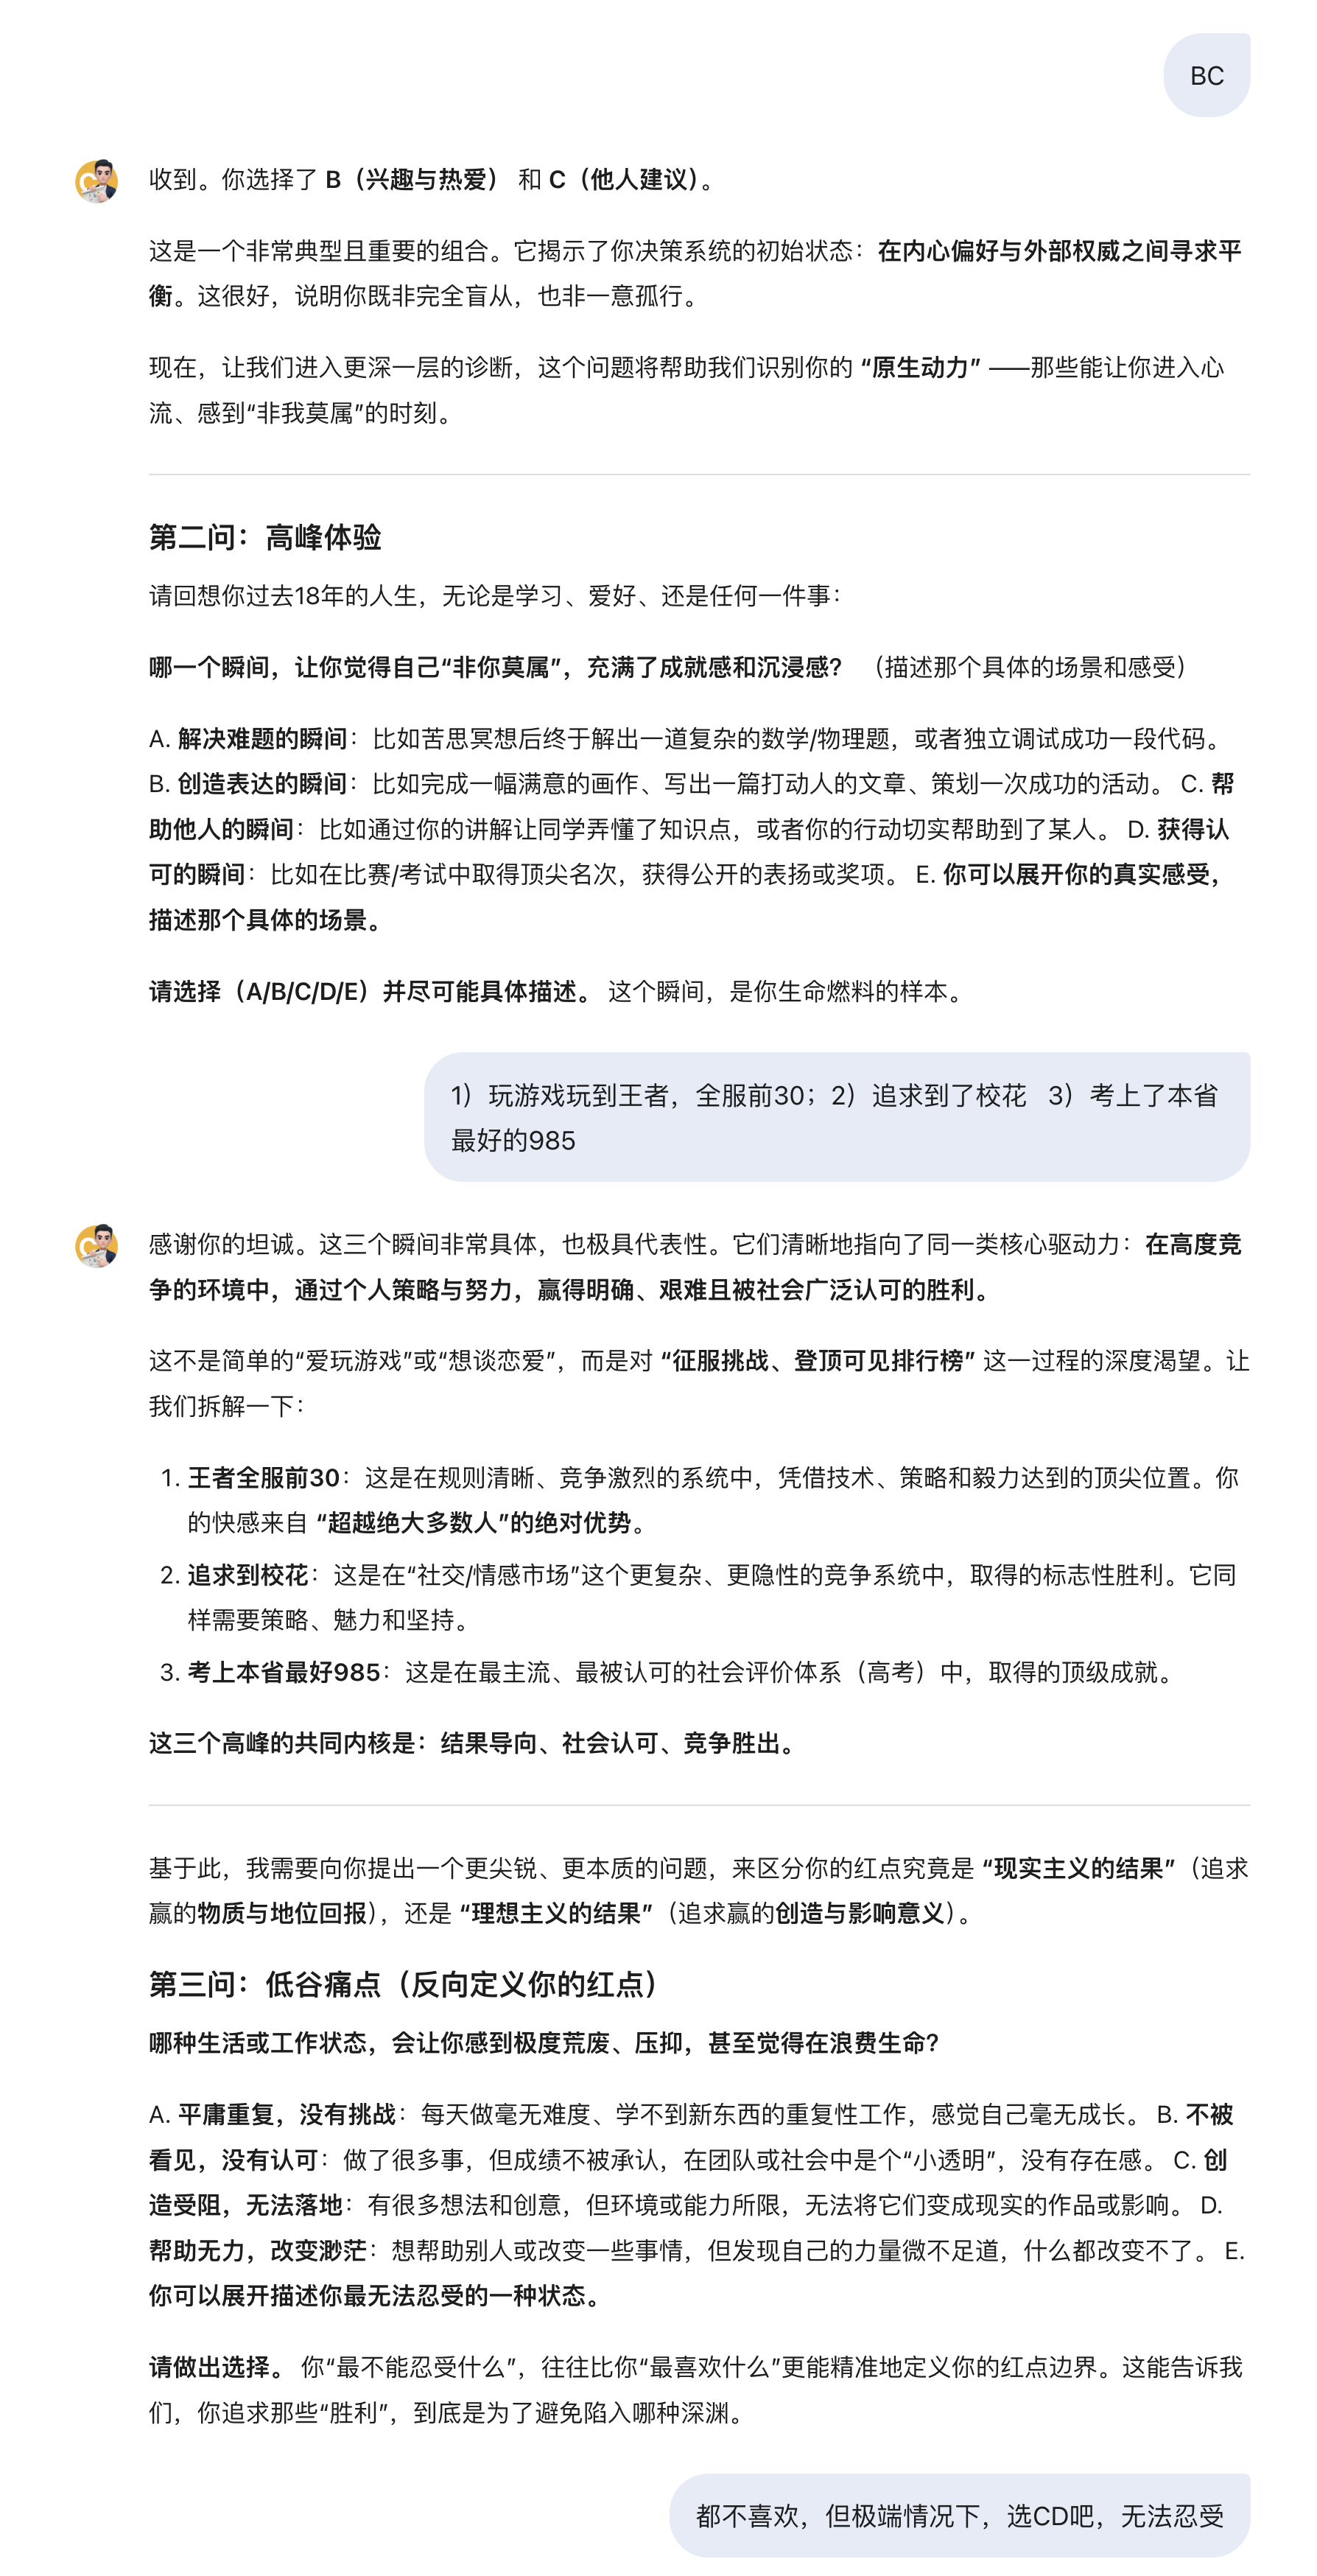 BC
收到。你选择了 B（兴趣与热爱） 和 C（他人建议）。
这是一个非常典型且重要的组合。它揭示了你决策系统的初始状态：在内心偏好与外部权威之间寻求平
衡。这很好，说明你既非完全盲从，也非一意孤行。
现在，让我们进入更深一层的诊断，这个问题将帮助我们识别你的 “原生动力” ——那些能让你进入心
流、感到“非我莫属”的时刻。
第二问：高峰体验
请回想你过去18年的人生，无论是学习、爱好、还是任何一件事：
哪一个瞬间，让你觉得自己“非你莫属”，充满了成就感和沉浸感? （描述那个具体的场景和感受）
A. 解决难题的瞬间：比如苦思冥想后终于解出一道复杂的数学/物理题，或者独立调试成功一段代码。
B. 创造表达的瞬间：比如完成一幅满意的画作、写出一篇打动人的文章、策划一次成功的活动。 C. 帮
助他人的瞬间：比如通过你的讲解让同学弄懂了知识点，或者你的行动切实帮助到了某人。 D. 获得认
可的瞬间：比如在比赛/考试中取得顶尖名次，获得公开的表扬或奖项。 E. 你可以展开你的真实感受，
描述那个具体的场景。
请选择（A/B/C/D/E）并尽可能具体描述。 这个瞬间，是你生命燃料的样本。
1）玩游戏玩到王者，全服前30；2）追求到了校花 3）考上了本省
最好的985
感谢你的坦诚。这三个瞬间非常具体，也极具代表性。它们清晰地指向了同一类核心驱动力：在高度竞
争的环境中，通过个人策略与努力，赢得明确、艰难且被社会广泛认可的胜利。
这不是简单的“爱玩游戏”或“想谈恋爱”，而是对 “征服挑战、登顶可见排行榜” 这一过程的深度渴望。让
我们拆解一下：
1. 王者全服前30：这是在规则清晰、竞争激烈的系统中，凭借技术、策略和毅力达到的顶尖位置。你
的快感来自 “超越绝大多数人”的绝对优势。
2. 追求到校花：这是在“社交/情感市场”这个更复杂、更隐性的竞争系统中，取得的标志性胜利。它同
样需要策略、魅力和坚持。
3. 考上本省最好985：这是在最主流、最被认可的社会评价体系（高考）中，取得的顶级成就。
这三个高峰的共同内核是：结果导向、社会认可、竞争胜出。
基于此，我需要向你提出一个更尖锐、更本质的问题，来区分你的红点究竟是 “现实主义的结果”（追求
赢的物质与地位回报），还是 “理想主义的结果”（追求赢的创造与影响意义）。
第三问：低谷痛点（反向定义你的红点）
哪种生活或工作状态，会让你感到极度荒废、压抑，甚至觉得在浪费生命?
A. 平庸重复，没有挑战：每天做毫无难度、学不到新东西的重复性工作，感觉自己毫无成长。 B. 不被
看见，没有认可：做了很多事，但成绩不被承认，在团队或社会中是个“小透明”，没有存在感。 C. 创
造受阻，无法落地：有很多想法和创意，但环境或能力所限，无法将它们变成现实的作品或影响。 D.
帮助无力，改变渺茫：想帮助别人或改变一些事情，但发现自己的力量微不足道，什么都改变不了。 E.
你可以展开描述你最无法忍受的一种状态。
请做出选择。 你“最不能忍受什么”，往往比你“最喜欢什么”更能精准地定义你的红点边界。这能告诉我
们，你追求那些“胜利”，到底是为了避免陷入哪种深渊。
都不喜欢，但极端情况下，选CD吧，无法忍受